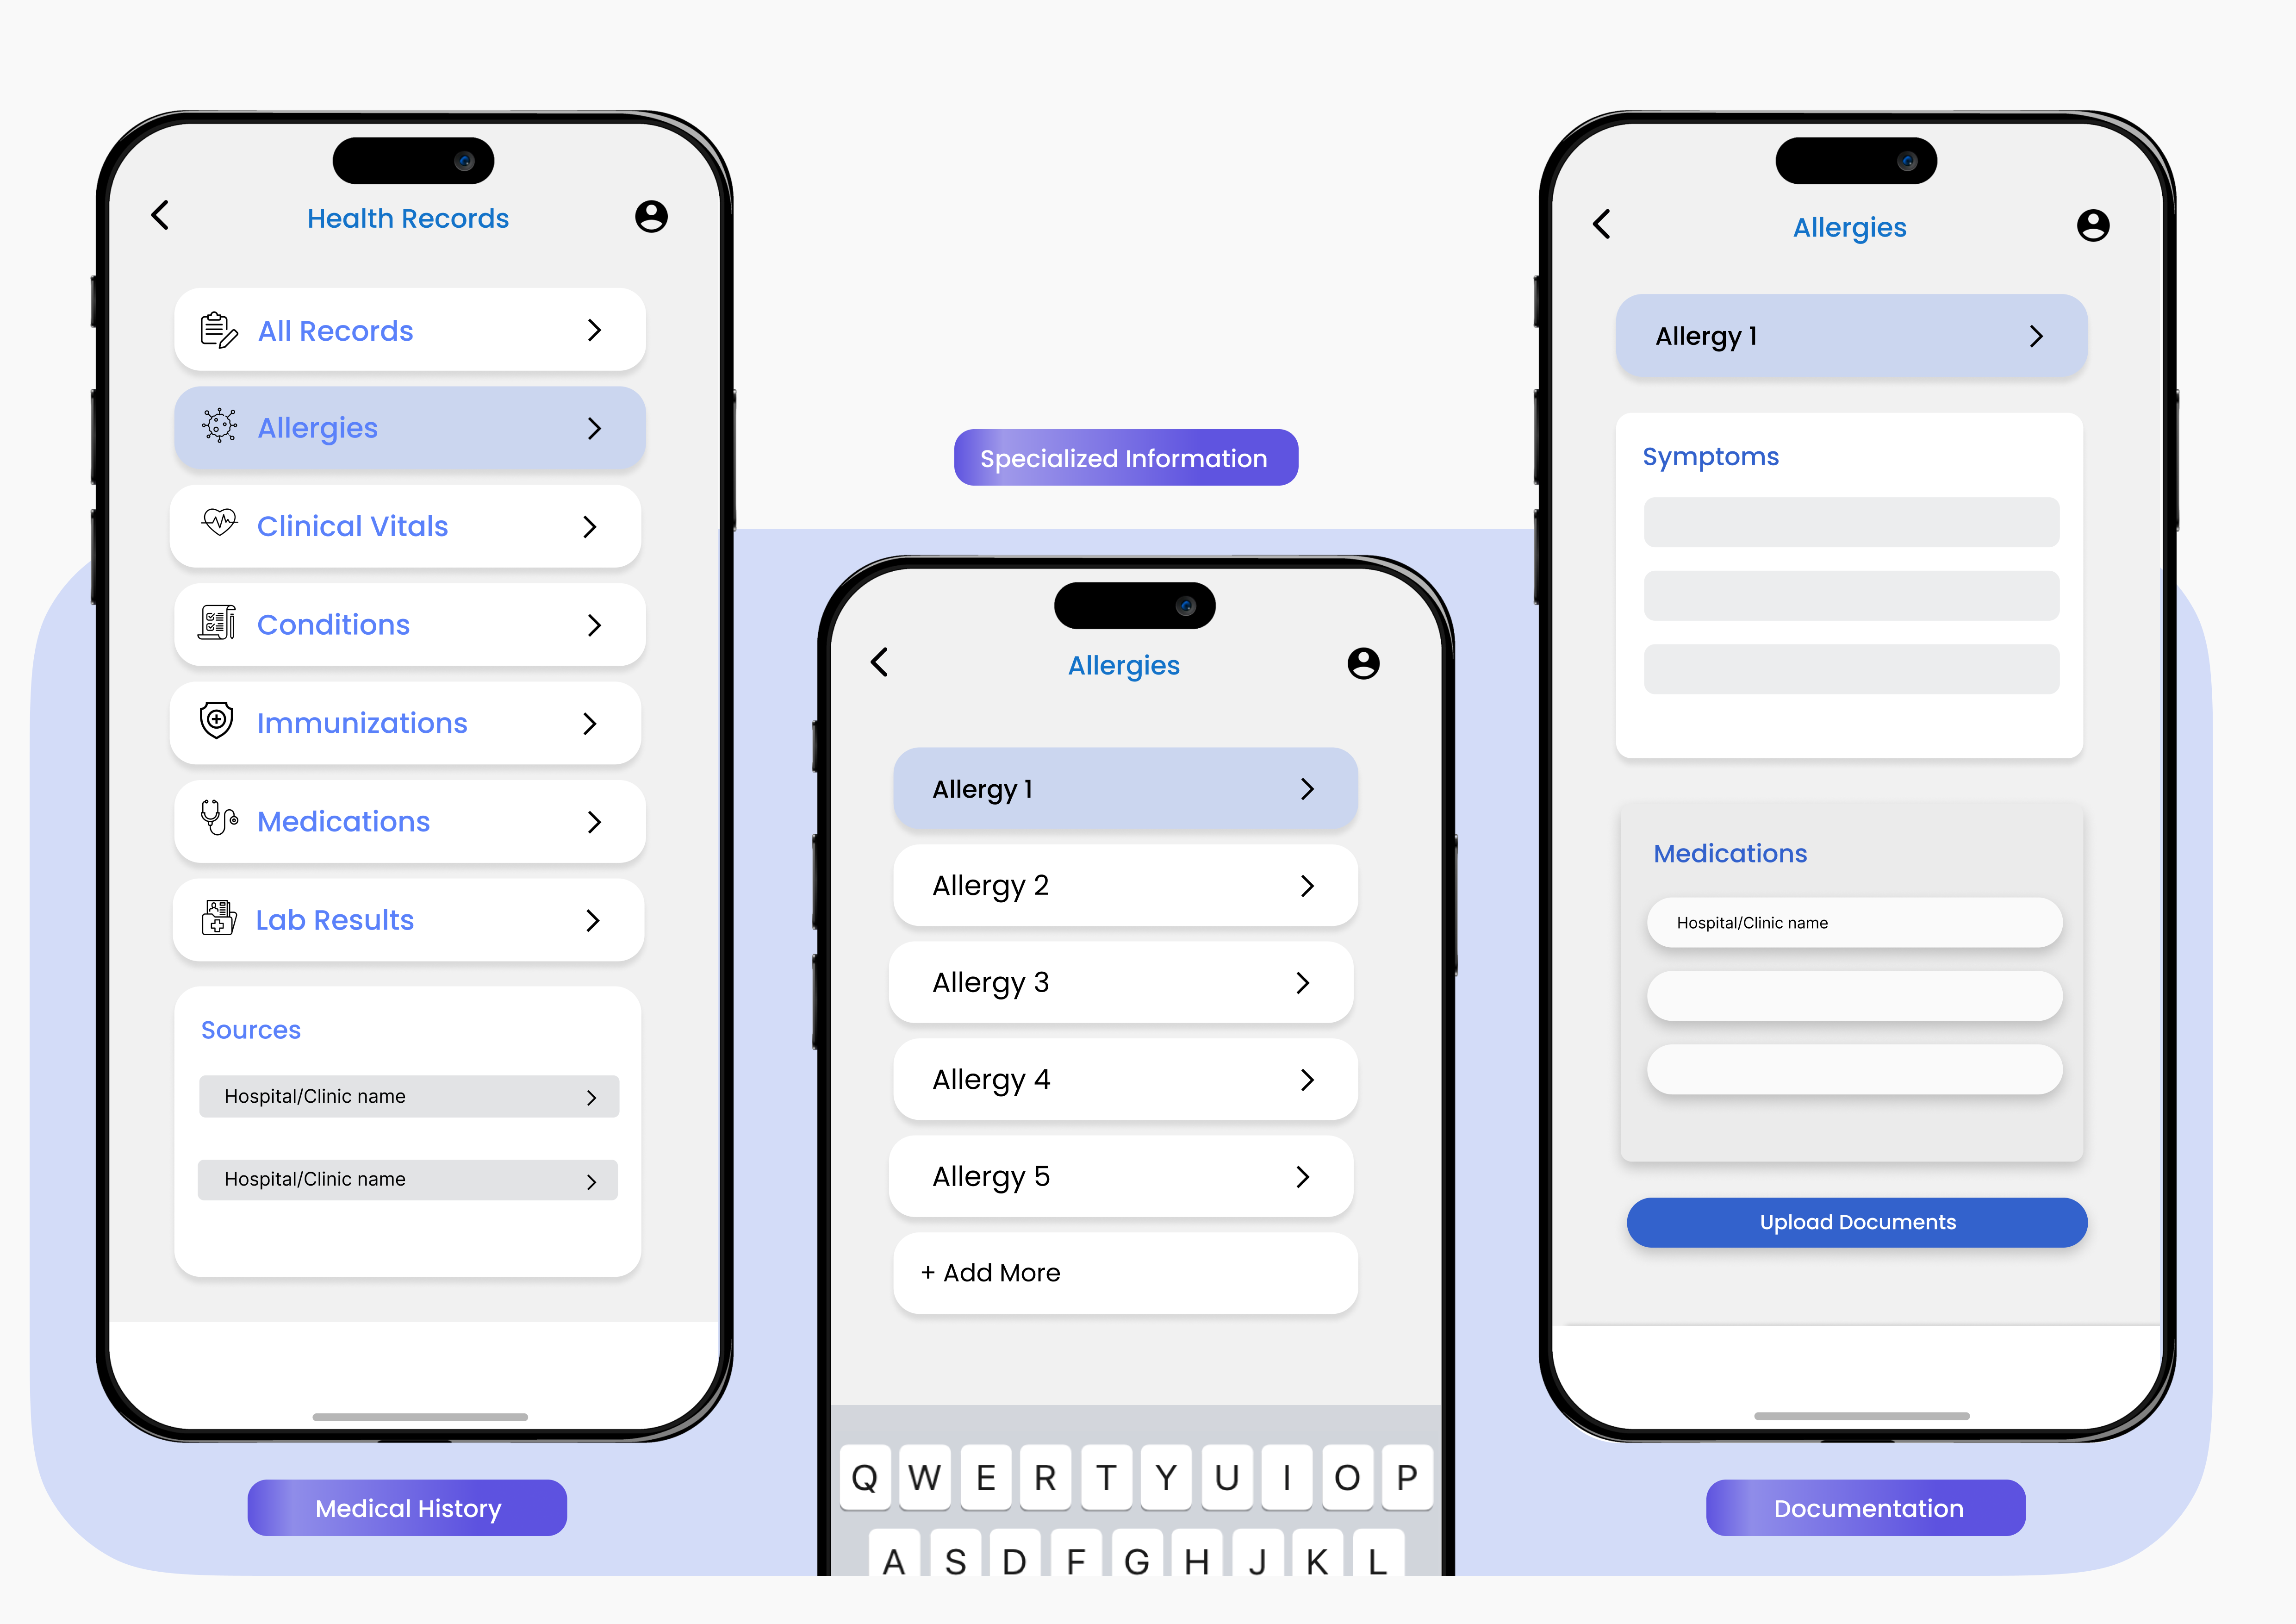 Health Records
All Records
Allergies
Clinical Vitals
Conditions
Immunizations
Medications
Lab Results
Sources
Hospital/Clinic name
Hospital/Clinic name
Medical History
Specialized Information
Allergies
Allergy 1
Allergy 2
Allergy 3
Allergy 4
Allergy 5
+ Add More
Q W E R T Y U I O P
A S D F G H J K L
Allergies
Allergy 1
Symptoms
Medications
Hospital/Clinic name
Upload Documents
Documentation